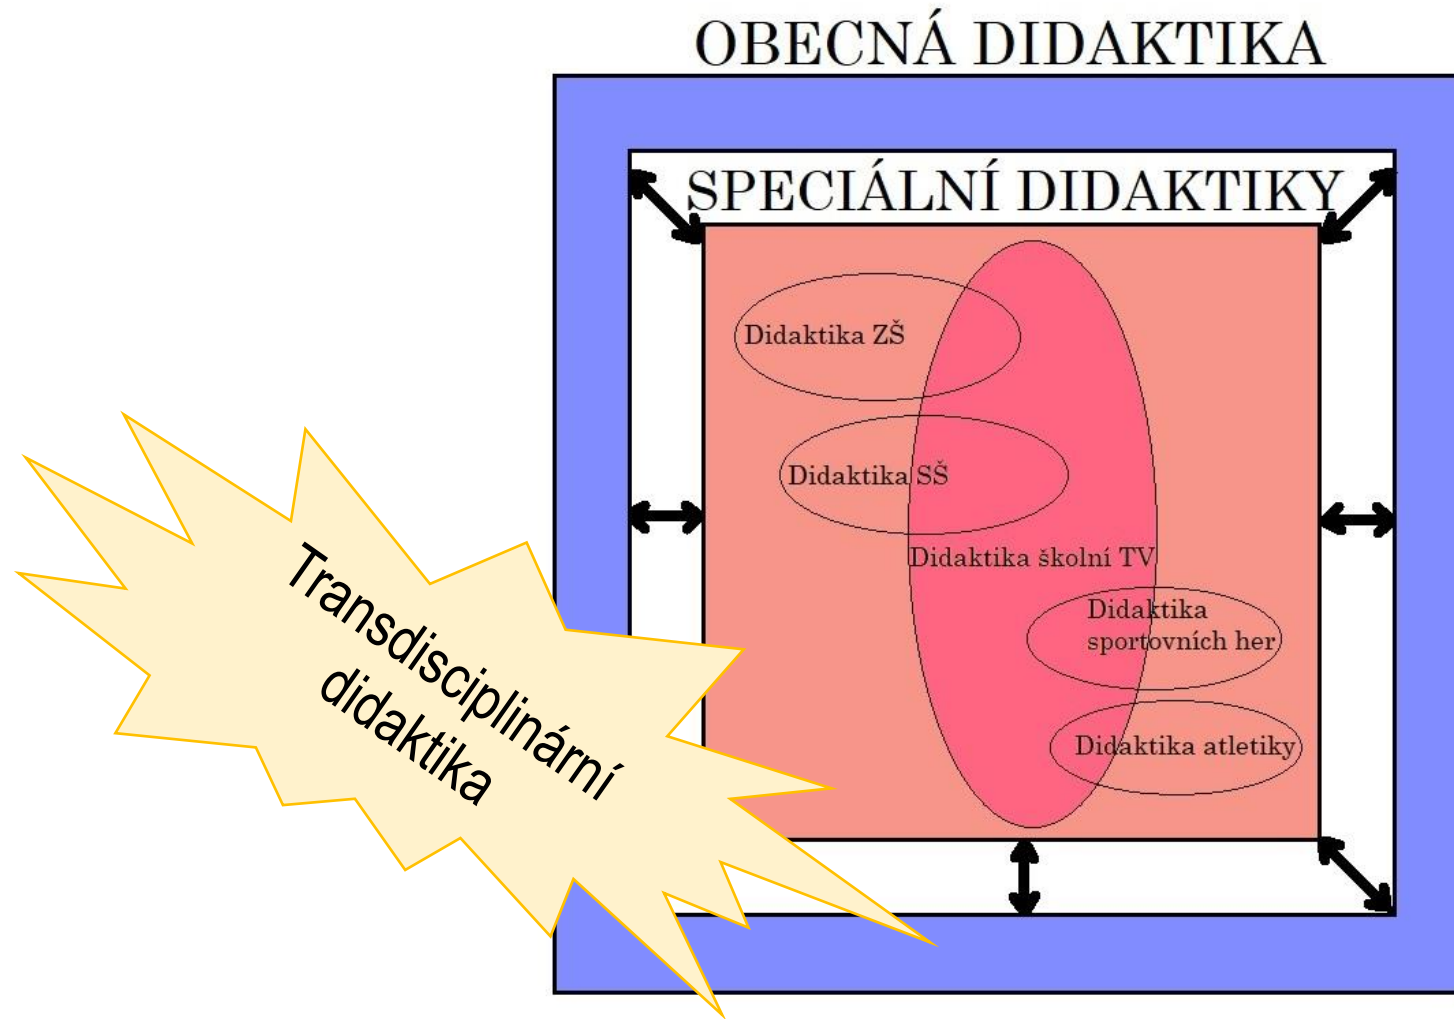 OBECNÁ DIDAKTIKA
SPECIÁLNÍ DIDAKTIKY
Didaktika ZŠ
Didaktika SŠ
Didaktika školní TV
Didaktika
sportovních her
Didaktika atletiky
Transdisciplinární
didaktika